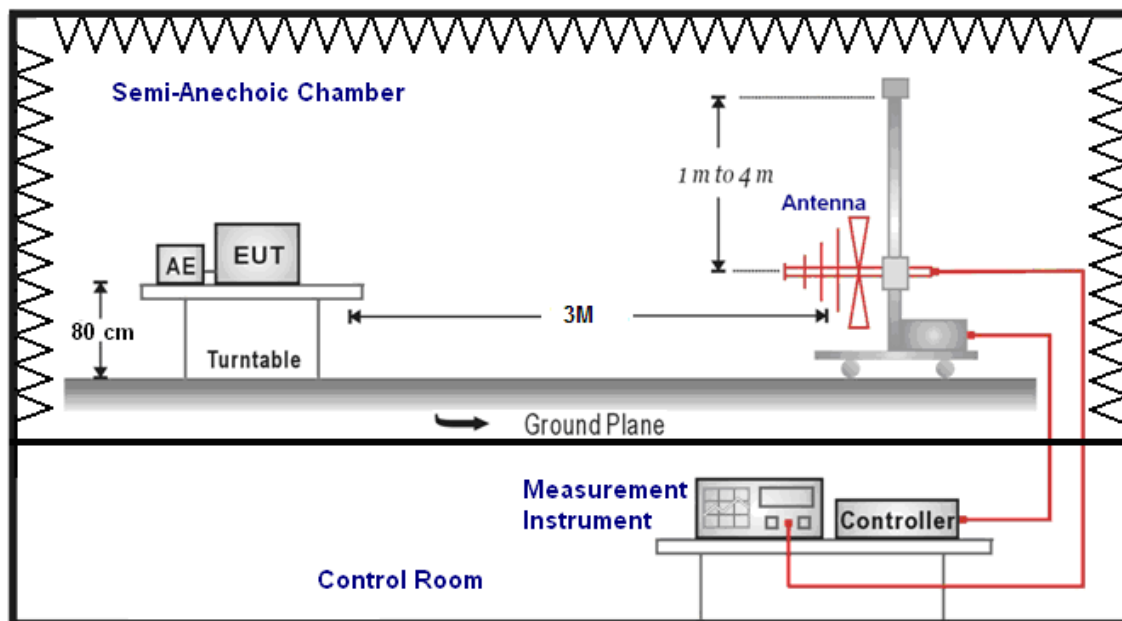 Semi-Anechoic Chamber
1 m to 4 m
Antenna
AE
EUT
80 cm
3M
Turntable
Ground Plane
Measurement
Instrument
Controller
Control Room